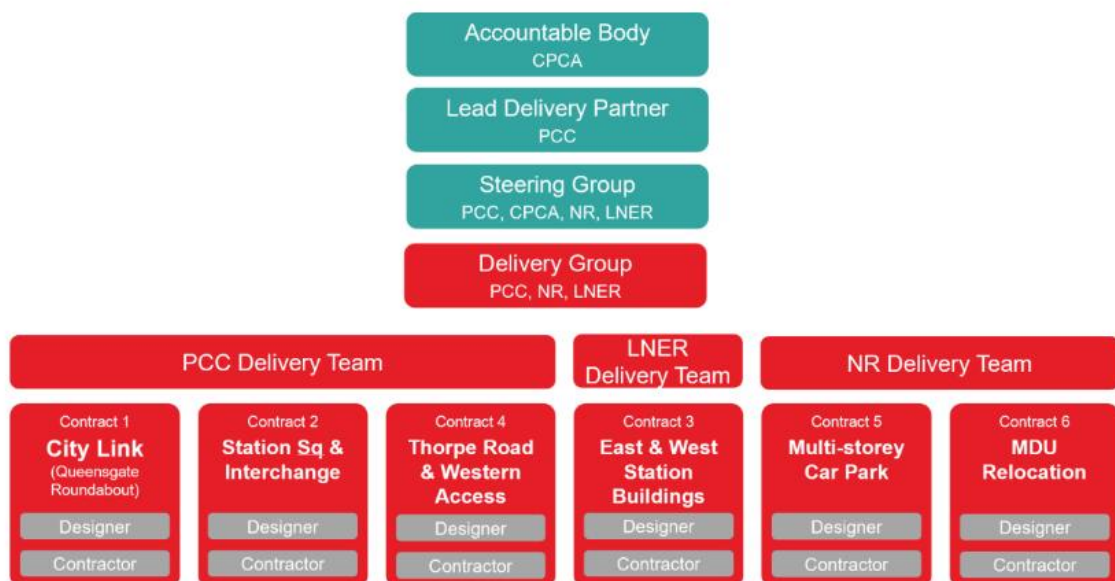 Accountable Body
CPCA
Lead Delivery Partner
PCC
Steering Group
PCC, CPCA, NR, LNER
Delivery Group
PCC, NR, LNER
PCC Delivery Team
LNER
Delivery Team
NR Delivery Team
Contract 1
City Link
(Queensgate
Roundabout)
Designer
Contractor
Contract 2
Station Sq &
Interchange
Designer
Contractor
Contract 4
Thorpe Road
& Western
Access
Designer
Contractor
Contract 3
East & West
Station
Buildings
Designer
Contractor
Contract 5
Multi-storey
Car Park
Designer
Contractor
Contract 6
MDU
Relocation
Designer
Contractor